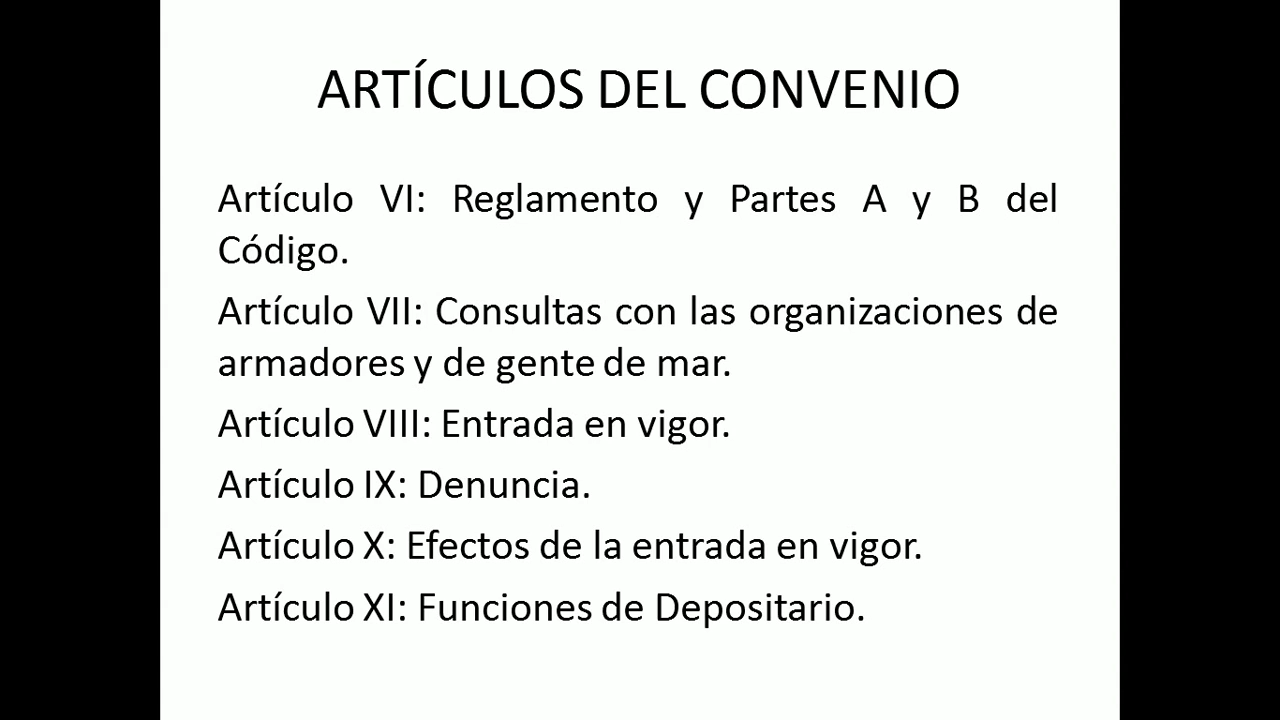 ARTÍCULOS DEL CONVENIO
Artículo VI: Reglamento y Partes A y B del
Código.
Artículo VII: Consultas con las organizaciones de
armadores y de gente de mar.
Artículo VIII: Entrada en vigor.
Artículo IX: Denuncia.
Artículo X: Efectos de la entrada en vigor.
Artículo XI: Funciones de Depositario.